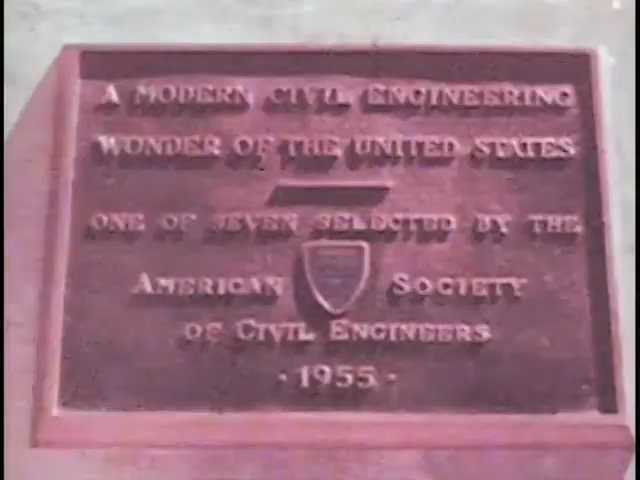 A MODERN CIVIL ENGINEERING
WONDER OF THE UNITED STATES
ONE OF SEVEN SELECTED BY THE
AMERICAN SOCIETY
OF CIVIL ENGINEERS
· 1955 ·